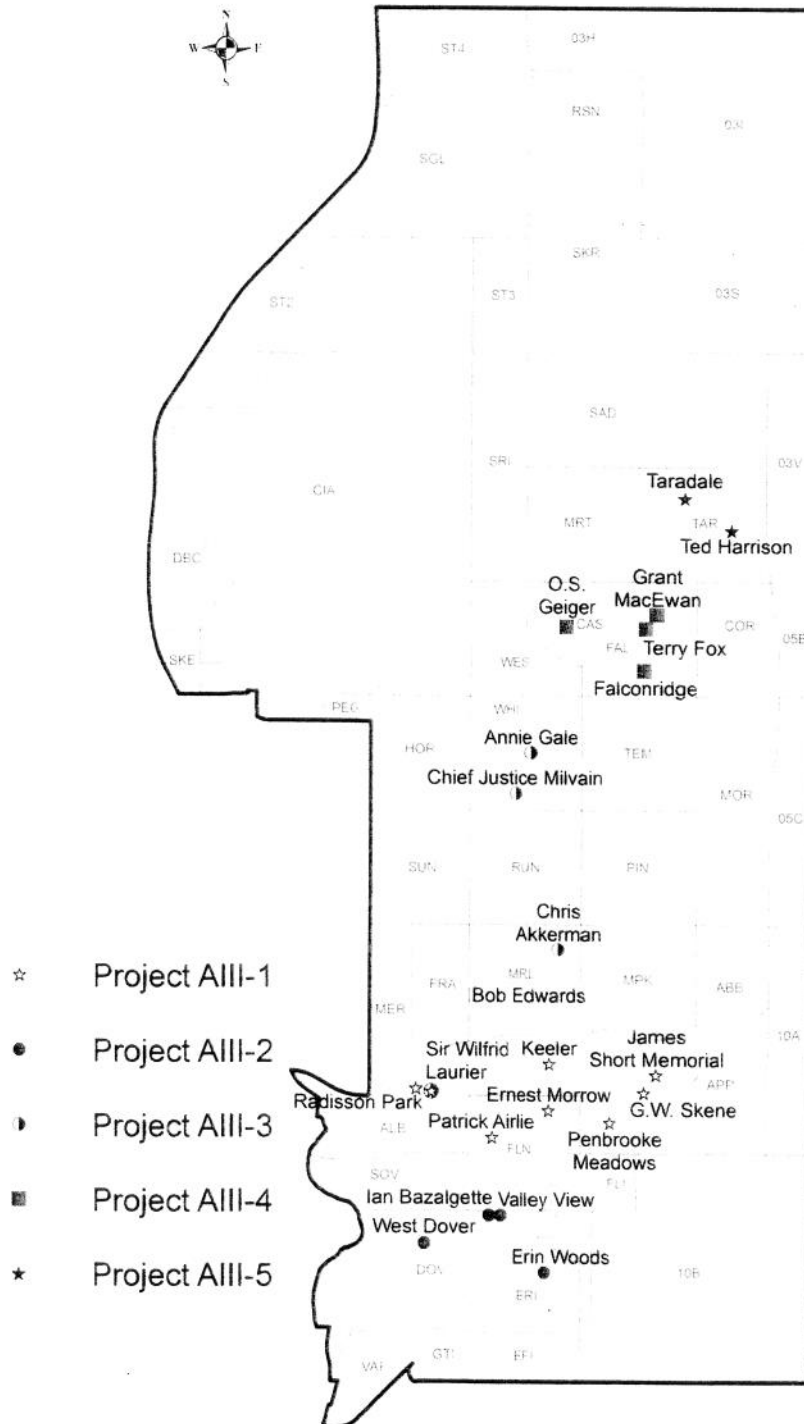 N
W
S
ST4
03H
RSN
SGL
SKR
ST2
ST3
03S
SAD
SRI
03W
CIA
Taradale
MRT
TAR
DBC
Ted Harrison
O.S.
Geiger
Grant
MacEwan
CAS
COR
05B
FAL
Terry Fox
SKE
WES
Falconridge
PEG
WHI
Annie Gale
HOR
TEM
Chief Justice Milvain
MOR
05C
SUN
RUN
PIN
Chris
Akkerman
☆ Project AIII-1
FRA
MRL
MPK
ABB
Bob Edwards
MER
● Project AIII-2
Sir Wilfrid
Laurier
Keeler
James
Short Memorial
10A
Radisson Park
Ernest Morrow
APP
G.W. Skene
◑ Project AIII-3
ALB
Patrick Airlie
FLN
Penbrooke
Meadows
SOV
■ Project AIII-4
Ian Bazalgette
Valley View
West Dover
DOV
Erin Woods
★ Project AIII-5
10B
ERI
VAF